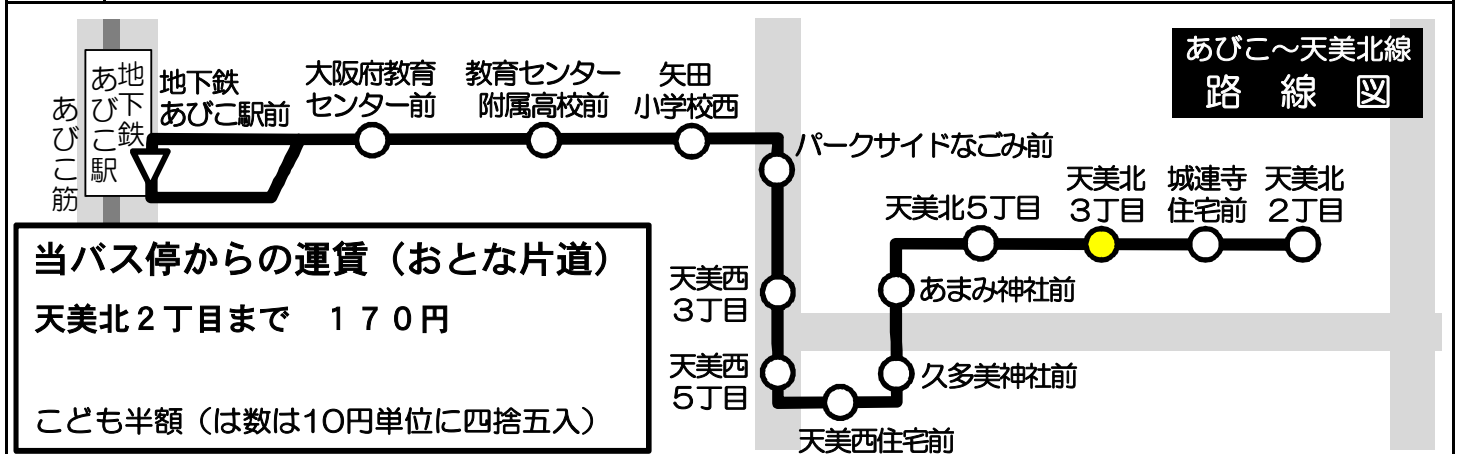 あびこ～天美北線
路線図
あびこ筋
地下鉄
あびこ駅
地下鉄
あびこ駅前
大阪府教育
センター前
教育センター
附属高校前
矢田
小学校西
パークサイドなごみ前
天美西
3丁目
天美西
5丁目
天美西住宅前
久多美神社前
あまみ神社前
天美北5丁目
天美北
3丁目
城連寺
住宅前
天美北
2丁目
当バス停からの運賃（おとな片道）
天美北２丁目まで　１７０円
こども半額（は数は10円単位に四捨五入）